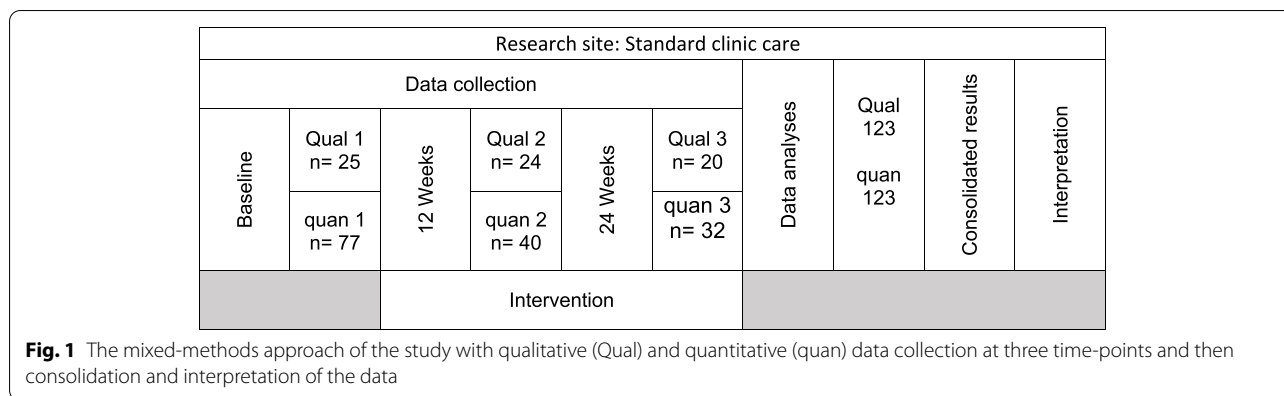 Research site: Standard clinic care
Data collection
Baseline
Qual 1
n= 25
quan 1
n= 77
12 Weeks
Qual 2
n= 24
quan 2
n= 40
24 Weeks
Qual 3
n= 20
quan 3
n= 32
Data analyses
Qual
123
quan
123
Consolidated results
Interpretation
Intervention
Fig. 1 The mixed-methods approach of the study with qualitative (Qual) and quantitative (quan) data collection at three time-points and then
consolidation and interpretation of the data